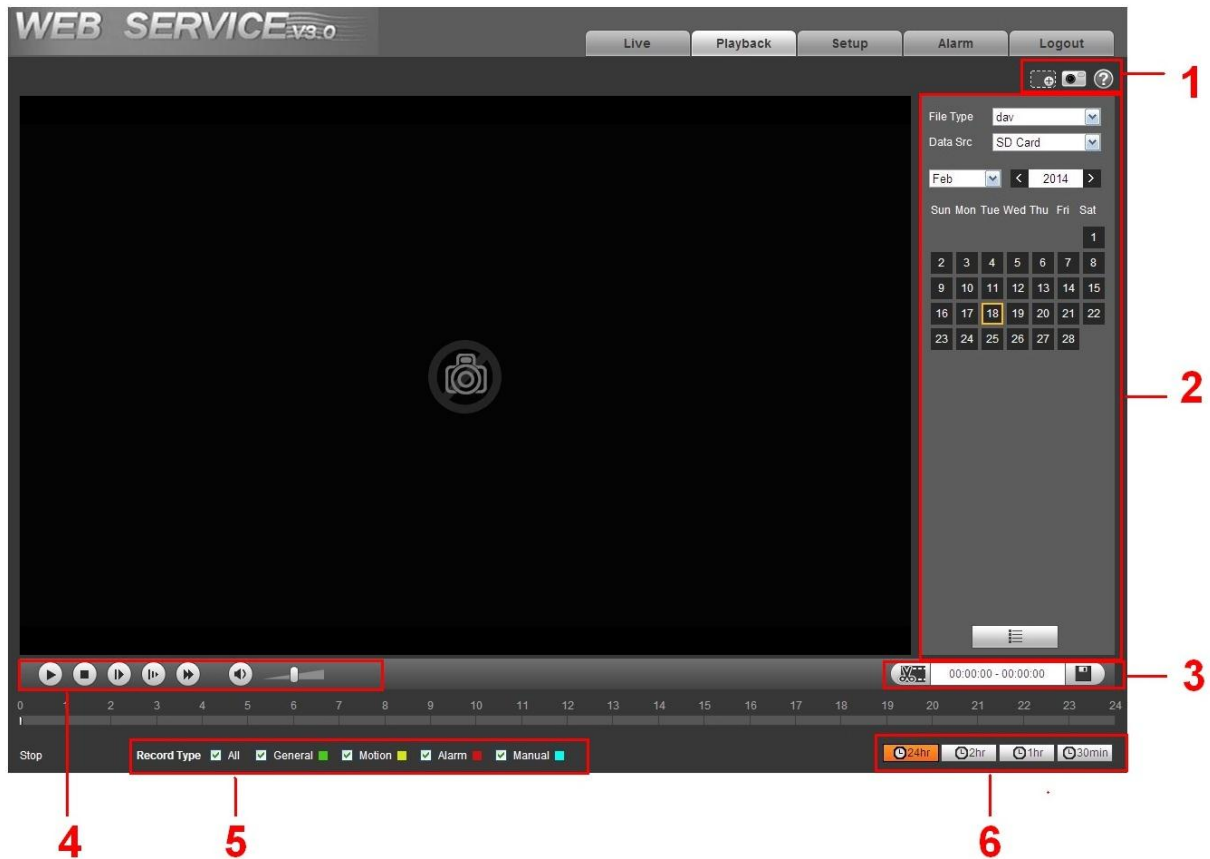 WEB SERVICE V3.0
Live Playback Setup Alarm Logout
1
File Type dav
Data Src SD Card
Feb < 2014 >
Sun Mon Tue Wed Thu Fri Sat
1
2 3 4 5 6 7 8
9 10 11 12 13 14 15
16 17 18 19 20 21 22
23 24 25 26 27 28
2
00:00:00 - 00:00:00
3
0 1 2 3 4 5 6 7 8 9 10 11 12 13 14 15 16 17 18 19 20 21 22 23 24
Stop Record Type All General Motion Alarm Manual 24hr 2hr 1hr 30min
4 5 6